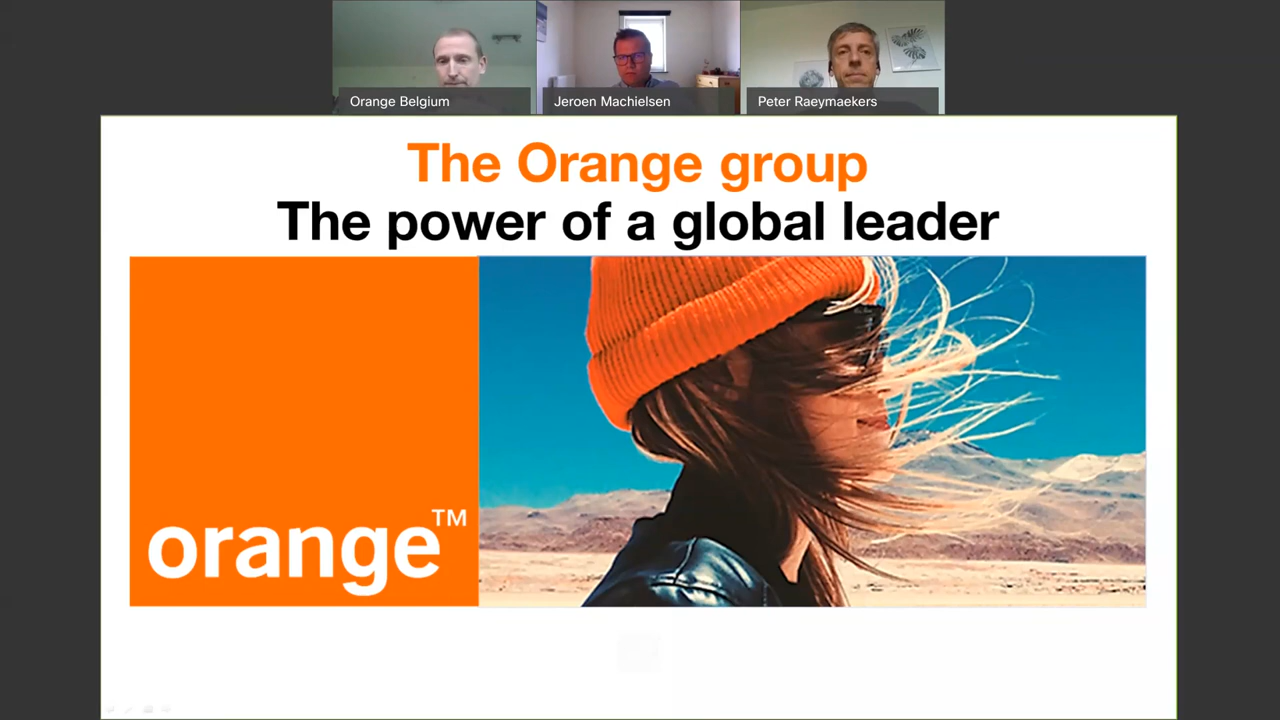 Orange Belgium
Jeroen Machielsen
Peter Raeymaekers
The Orange group
The power of a global leader
orange™